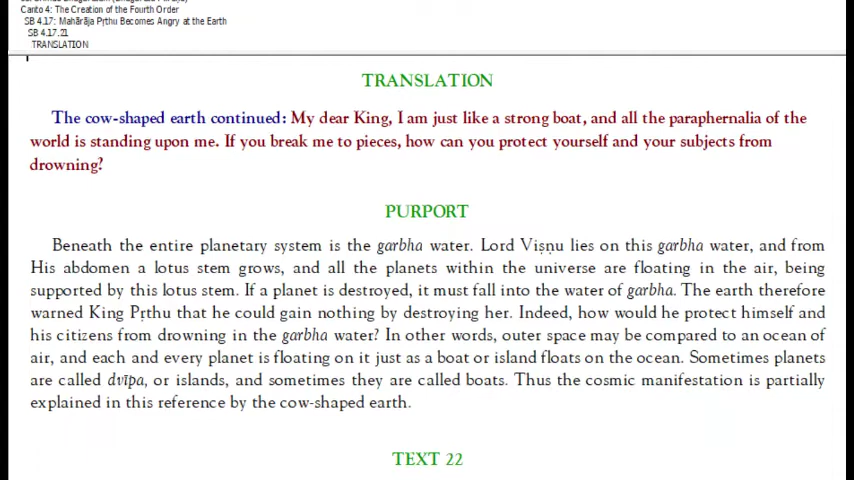 Canto 4: The Creation of the Fourth Order
SB 4.17: Mahārāja Pṛthu Becomes Angry at the Earth
SB 4.17.21
TRANSLATION
TRANSLATION
The cow-shaped earth continued: My dear King, I am just like a strong boat, and all the paraphernalia of the
world is standing upon me. If you break me to pieces, how can you protect yourself and your subjects from
drowning?
PURPORT
Beneath the entire planetary system is the garbha water. Lord Viṣṇu lies on this garbha water, and from
His abdomen a lotus stem grows, and all the planets within the universe are floating in the air, being
supported by this lotus stem. If a planet is destroyed, it must fall into the water of garbha. The earth therefore
warned King Pṛthu that he could gain nothing by destroying her. Indeed, how would he protect himself and
his citizens from drowning in the garbha water? In other words, outer space may be compared to an ocean of
air, and each and every planet is floating on it just as a boat or island floats on the ocean. Sometimes planets
are called dvīpa, or islands, and sometimes they are called boats. Thus the cosmic manifestation is partially
explained in this reference by the cow-shaped earth.
TEXT 22